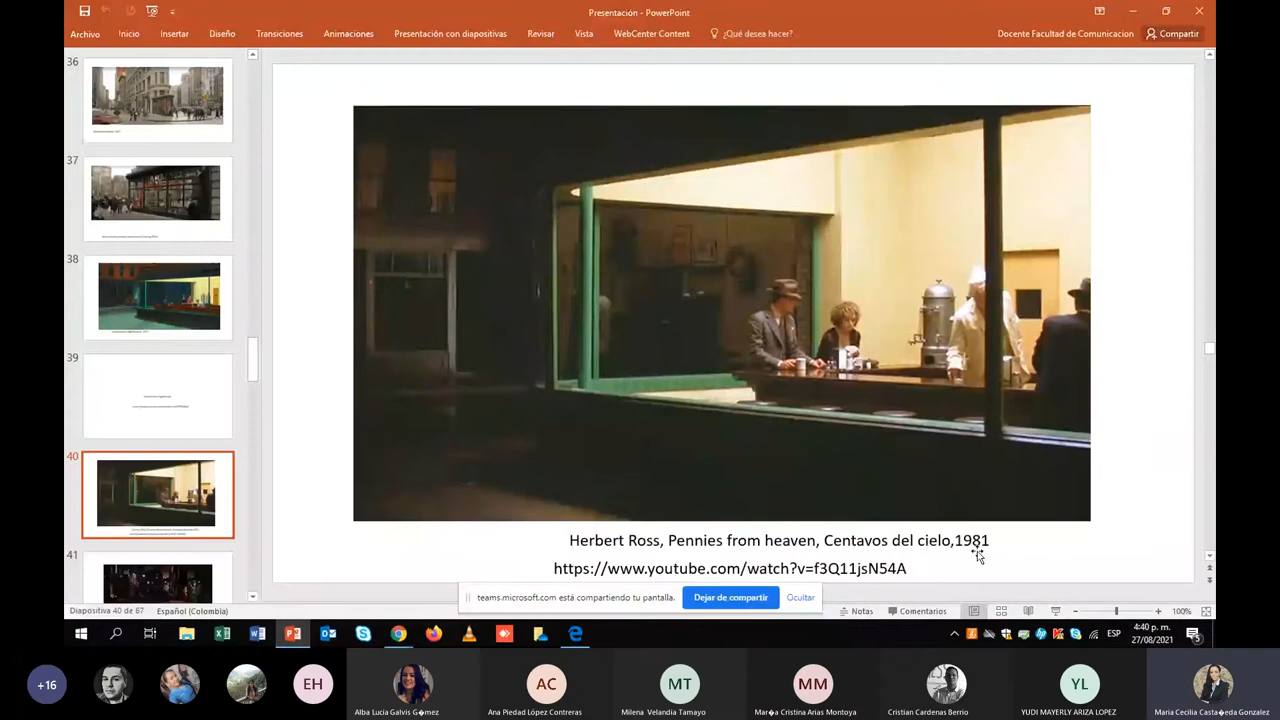 Presentación - PowerPoint
Archivo Inicio Insertar Diseño Transiciones Animaciones Presentación con diapositivas Revisar Vista WebCenter Content ¿Qué desea hacer? Docente Facultad de Comunicacion Compartir
36
37
38
39
40
41
Herbert Ross, Pennies from heaven, Centavos del cielo,1981
https://www.youtube.com/watch?v=f3Q11jsN54A
teams.microsoft.com está compartiendo tu pantalla. Dejar de compartir Ocultar
Diapositiva 40 de 67 Español (Colombia) Notas Comentarios 100%
ESP 4:40 p. m.
27/08/2021 5
+16 EH AC MT MM YL
Alba Lucia Galvis G�mez Ana Piedad López Contreras Milena Velandia Tamayo Mar�a Cristina Arias Montoya Cristian Cardenas Berrio YUDI MAYERLY ARIZA LOPEZ Maria Cecilia Casta�eda Gonzalez